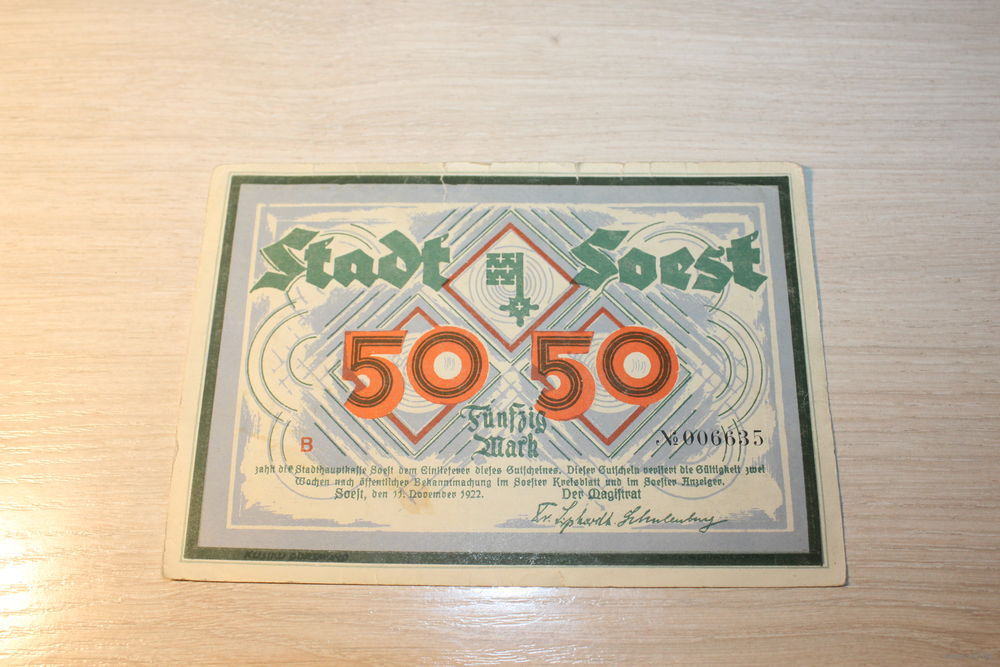 Stadt Soest
50 50
Fünfzig
Mark
B
№006635
zahlt die Stadthauptkasse Soest dem Einlieferer dieses Gutscheines. Dieser Gutschein verliert die Gültigkeit zwei
Wochen nach öffentlicher Bekanntmachung im Soester Kreisblatt und im Soester Anzeiger.
Soest, den 11. November 1922.
Der Magistrat